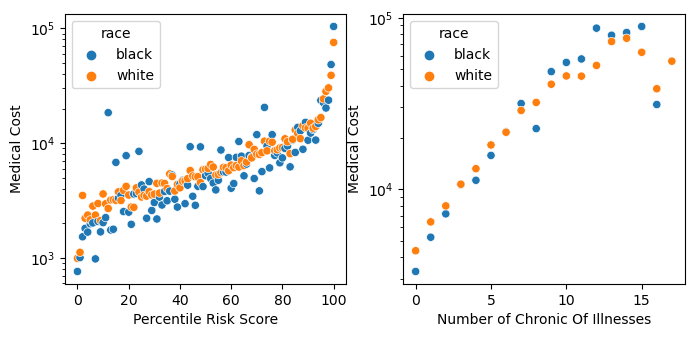 race
black
white
10⁵
10⁴
10³
Medical Cost
0
20
40
60
80
100
Percentile Risk Score
race
black
white
10⁵
10⁴
Medical Cost
0
5
10
15
Number of Chronic Of Illnesses